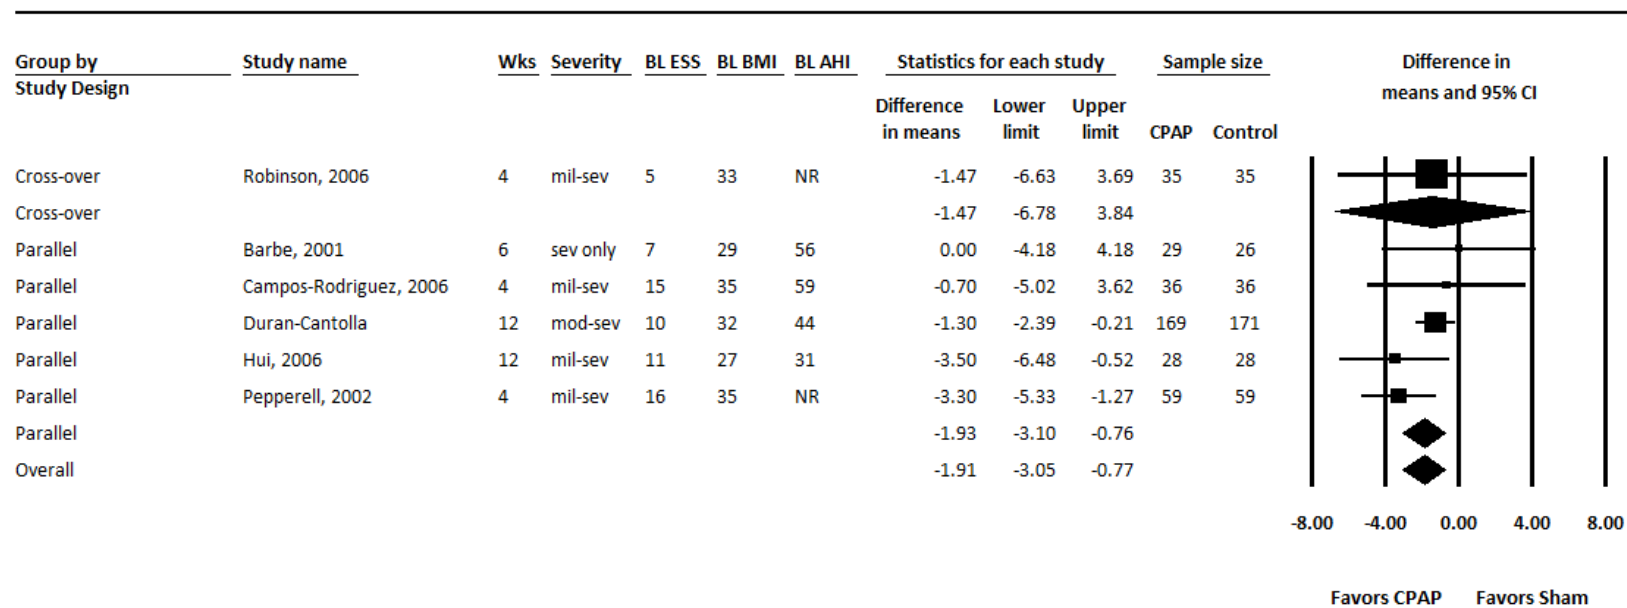 Group by Study Design Study name Wks Severity BL ESS BL BMI BL AHI Statistics for each study Sample size Difference in means and 95% CI
Difference in means Lower limit Upper limit CPAP Control
Cross-over Robinson, 2006 4 mil-sev 5 33 NR -1.47 -6.63 3.69 35 35
Cross-over -1.47 -6.78 3.84
Parallel Barbe, 2001 6 sev only 7 29 56 0.00 -4.18 4.18 29 26
Parallel Campos-Rodriguez, 2006 4 mil-sev 15 35 59 -0.70 -5.02 3.62 36 36
Parallel Duran-Cantolla 12 mod-sev 10 32 44 -1.30 -2.39 -0.21 169 171
Parallel Hui, 2006 12 mil-sev 11 27 31 -3.50 -6.48 -0.52 28 28
Parallel Pepperell, 2002 4 mil-sev 16 35 NR -3.30 -5.33 -1.27 59 59
Parallel -1.93 -3.10 -0.76
Overall -1.91 -3.05 -0.77
-8.00 -4.00 0.00 4.00 8.00
Favors CPAP Favors Sham